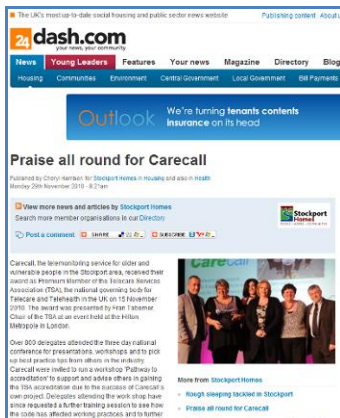 The UK's most up-to-date social housing and public sector news website
Publishing content About u
24dash.com
your news, your community
News Young Leaders Features Your news Magazine Directory Blog
Housing Communities Environment Central Government Local Government Bill Payments
Outlook We're turning tenants contents
insurance on its head
Praise all round for Carecall
Published by Cheryl Harrison for Stockport Homes in Housing and also in Health
Monday 29th November 2010 - 9:21am
View more news and articles by Stockport Homes
Search more member organisations in our Directory
Stockport
Homes
Post a comment SHARE SUBSCRIBE
Carecall, the telemonitoring service for older and
vulnerable people in the Stockport area, received their
award as Premium Member of the Telecare Services
Association (TSA), the national governing body for
Telecare and Telehealth in the UK on 15 November
2010. The award was presented by Fran Tabener,
Chair of the TSA at an event held at the Hilton
Metropole in London.
Over 800 delegates attended the three day national
conference for presentations, workshops and to pick
up best practice tips from others in the industry.
Carecall were invited to run a workshop 'Pathway to
accreditation' to support and advise others in gaining
the TSA accreditation due to the success of Carecall's
own project. Delegates attending the work shop have
since requested a further training session to see how
the code has affected working practices and to further
Carecall
More from Stockport Homes
Rough sleeping tackled in Stockport
Praise all round for Carecall